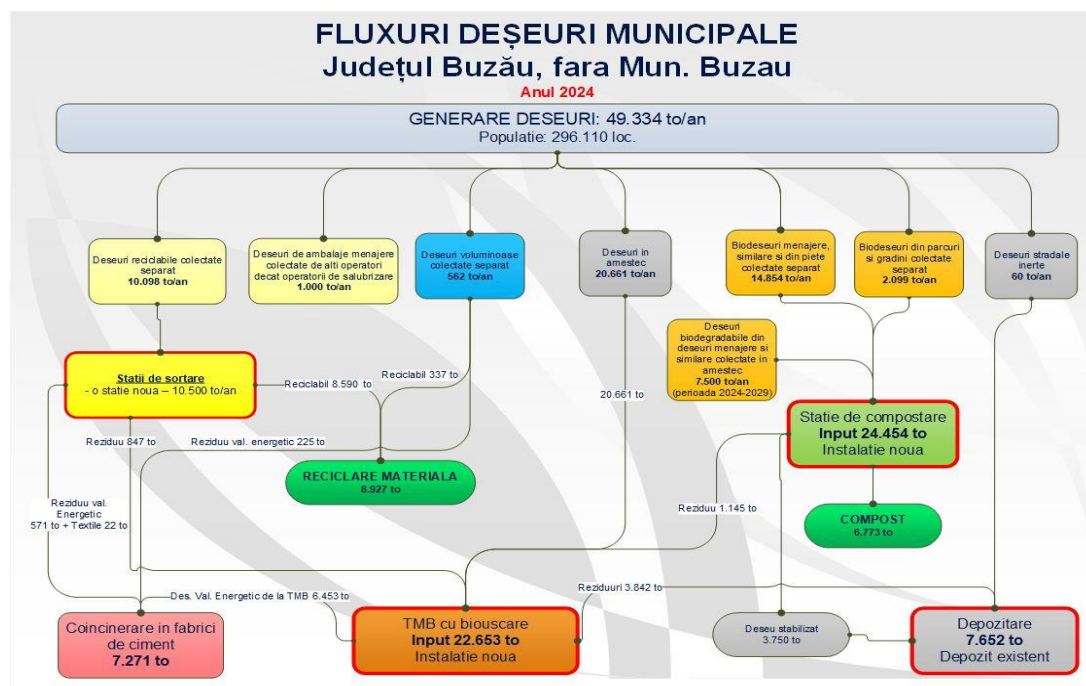 FLUXURI DEȘEURI MUNICIPALE
Județul Buzău, fara Mun. Buzau
Anul 2024
GENERARE DESEURI: 49.334 to/an
Populatie: 296.110 loc.
Deseuri reciclabile colectate
separat
10.098 to/an
Deseuri de ambalaje menajere
colectate de alti operatori
decat operatorii de salubrizare
1.000 to/an
Deseuri voluminoase
colectate separat
562 to/an
Deseuri in
amestec
20.661 to/an
Biodeseuri menajere,
similare si din piete
colectate separat
14.854 to/an
Biodeseuri din parcuri
si gradini colectate
separat
2.099 to/an
Deseuri stradale
inerte
60 to/an
Deseuri
biodegradabile din
deseuri menajere si
similare colectate in
amestec
7.500 to/an
(perioada 2024-2029)
Statii de sortare
- o statie noua – 10.500 to/an
Reciclabil 8.590 to
Reciclabil 337 to
20.661 to
Statie de compostare
Input 24.454 to
Instalatie noua
Reziduu 847 to
Reziduu val. energetic 225 to
RECICLARE MATERIALA
8.927 to
Reziduu val.
Energetic
571 to + Textile 22 to
Reziduu 1.145 to
COMPOST
6.773 to
Des. Val. Energetic de la TMB 6.453 to
Reziduuri 3.842 to
Coincinerare in fabrici
de ciment
7.271 to
TMB cu biouscare
Input 22.653 to
Instalatie noua
Deseu stabilizat
3.750 to
Depozitare
7.652 to
Depozit existent